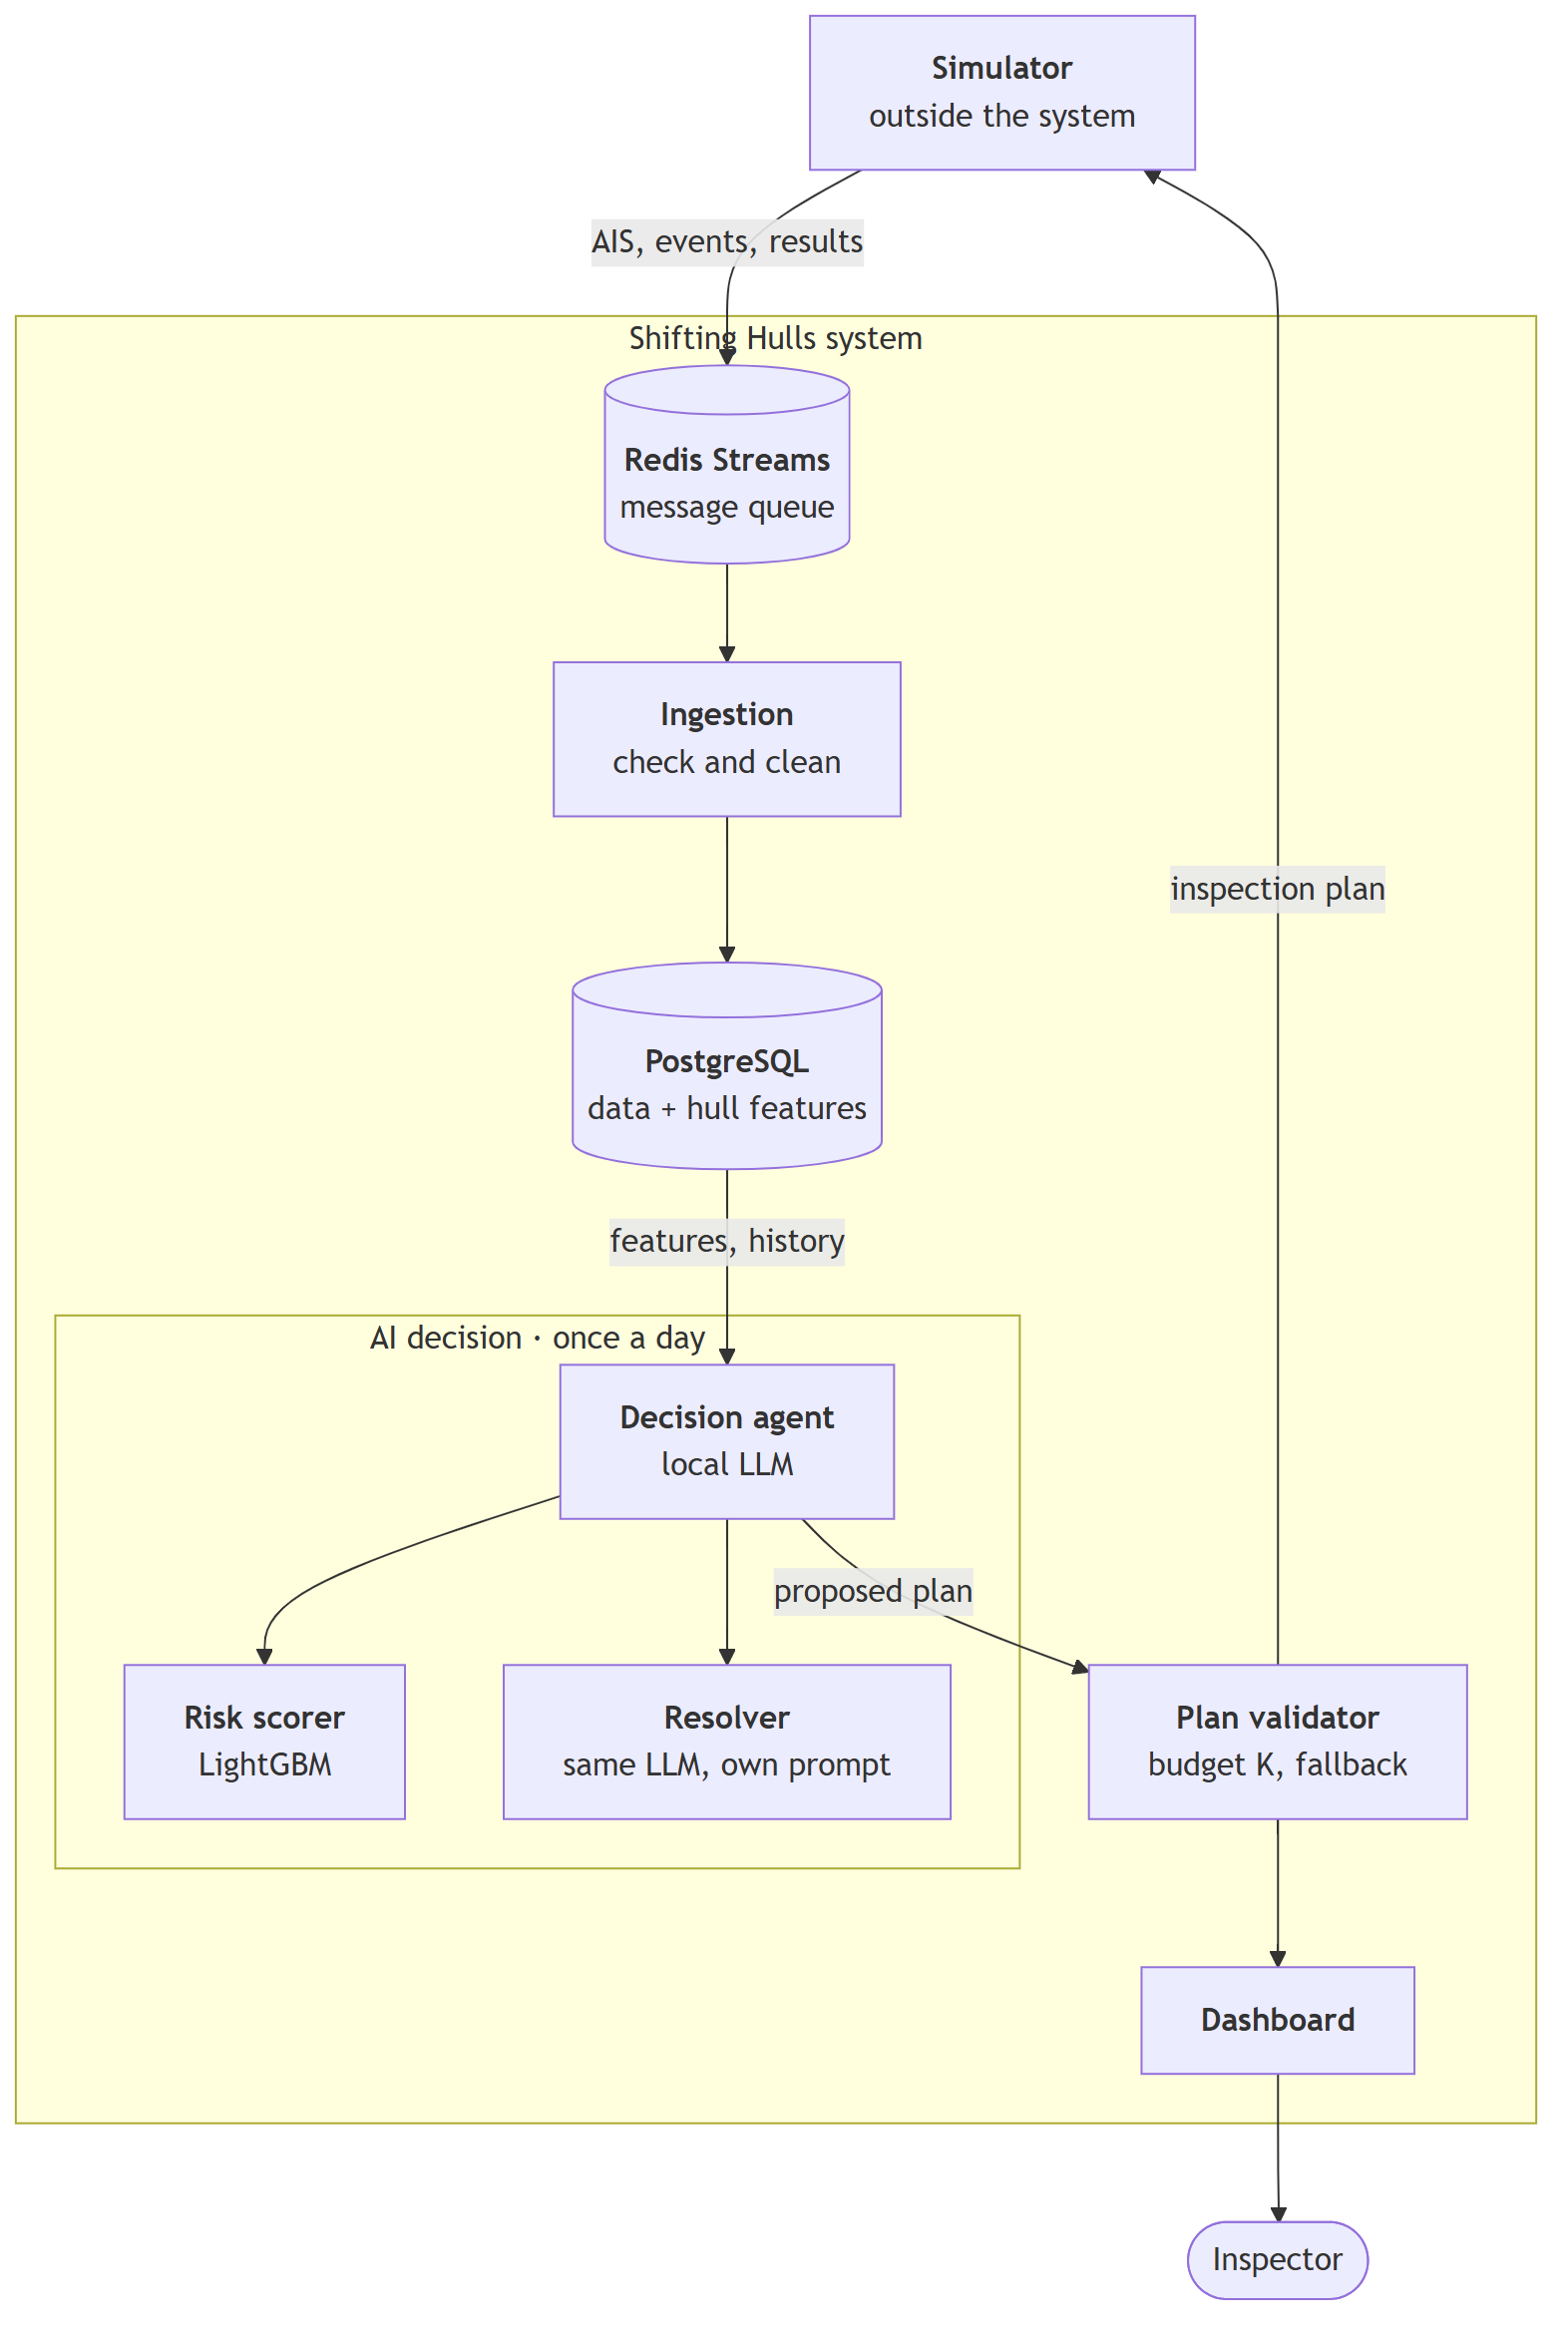 Simulator
outside the system
AIS, events, results
Shifting Hulls system
Redis Streams
message queue
Ingestion
check and clean
inspection plan
PostgreSQL
data + hull features
features, history
AI decision · once a day
Decision agent
local LLM
proposed plan
Risk scorer
LightGBM
Resolver
same LLM, own prompt
Plan validator
budget K, fallback
Dashboard
Inspector